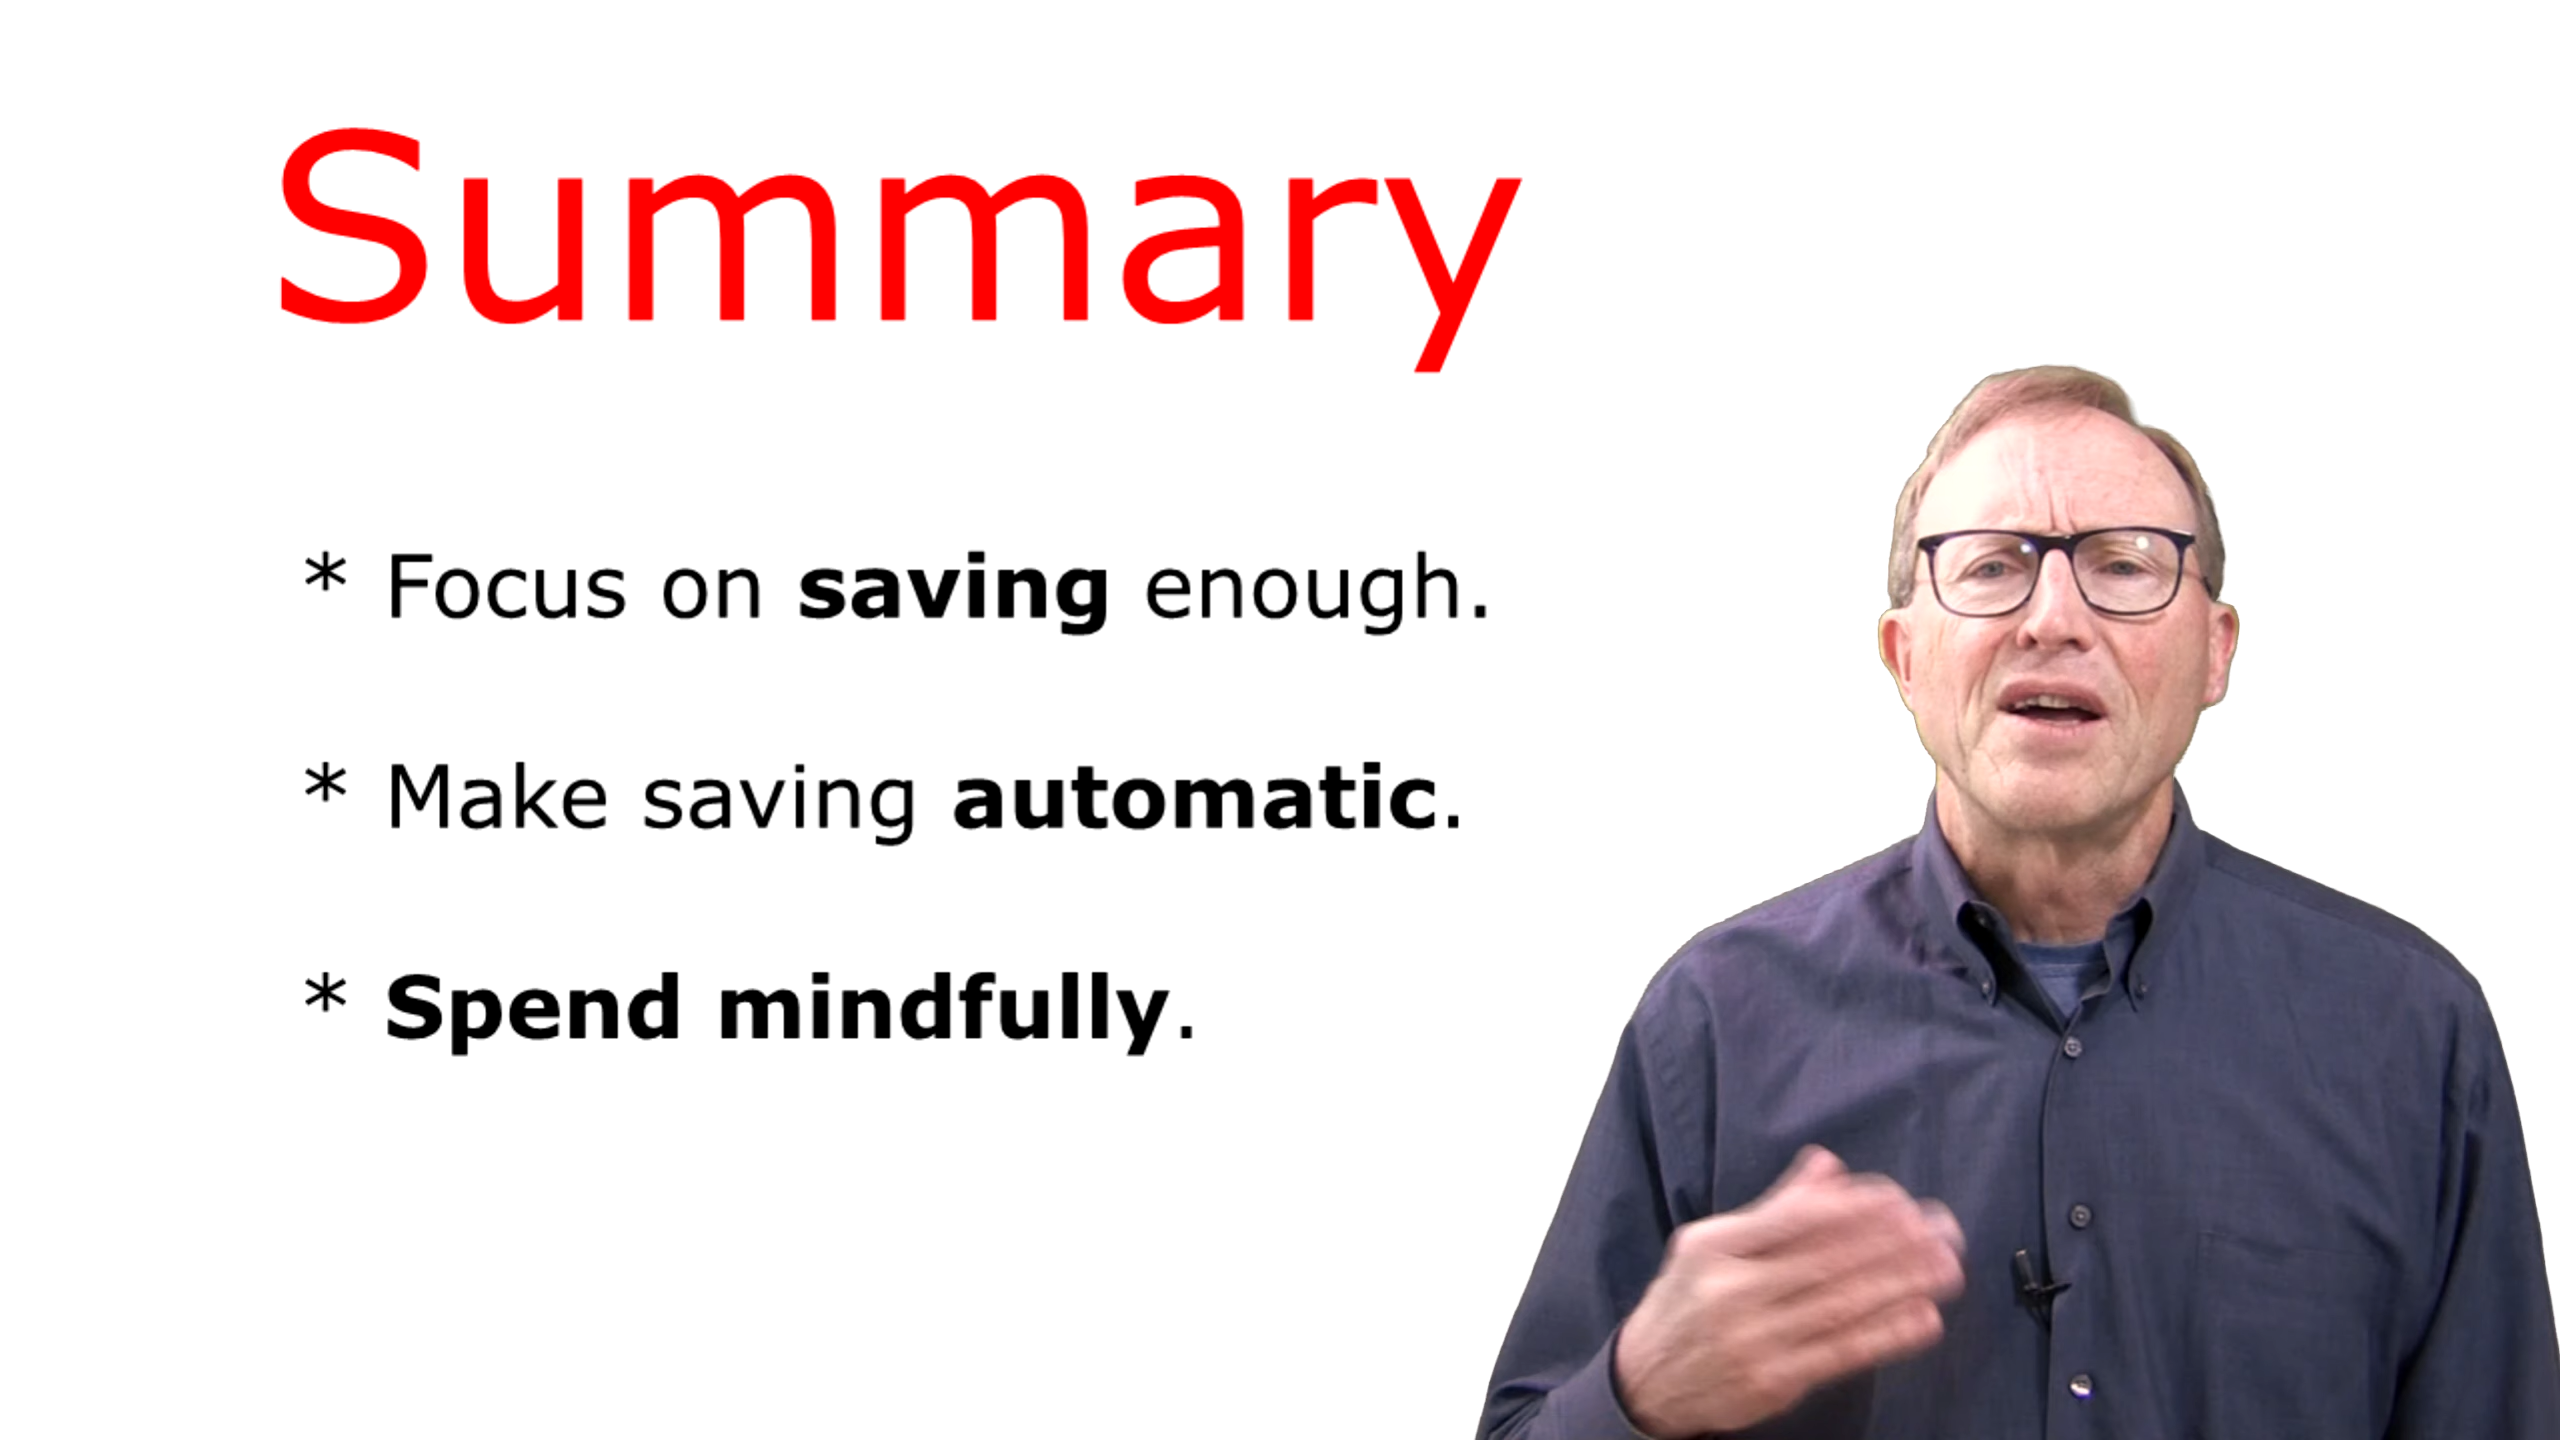 Summary
* Focus on saving enough.
* Make saving automatic.
* Spend mindfully.